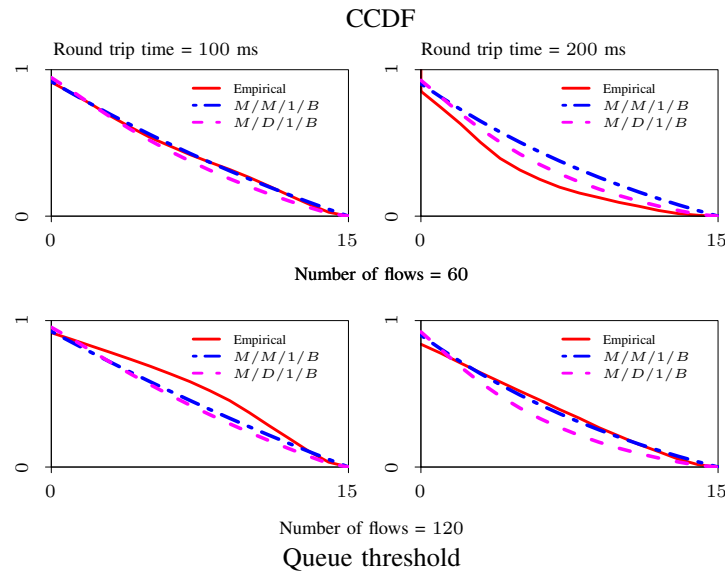 CCDF
Round trip time = 100 ms
Round trip time = 200 ms
1
Empirical
M/M/1/B
M/D/1/B
0
0
15
1
Empirical
M/M/1/B
M/D/1/B
0
0
15
Number of flows = 60
1
Empirical
M/M/1/B
M/D/1/B
0
0
15
1
Empirical
M/M/1/B
M/D/1/B
0
0
15
Number of flows = 120
Queue threshold